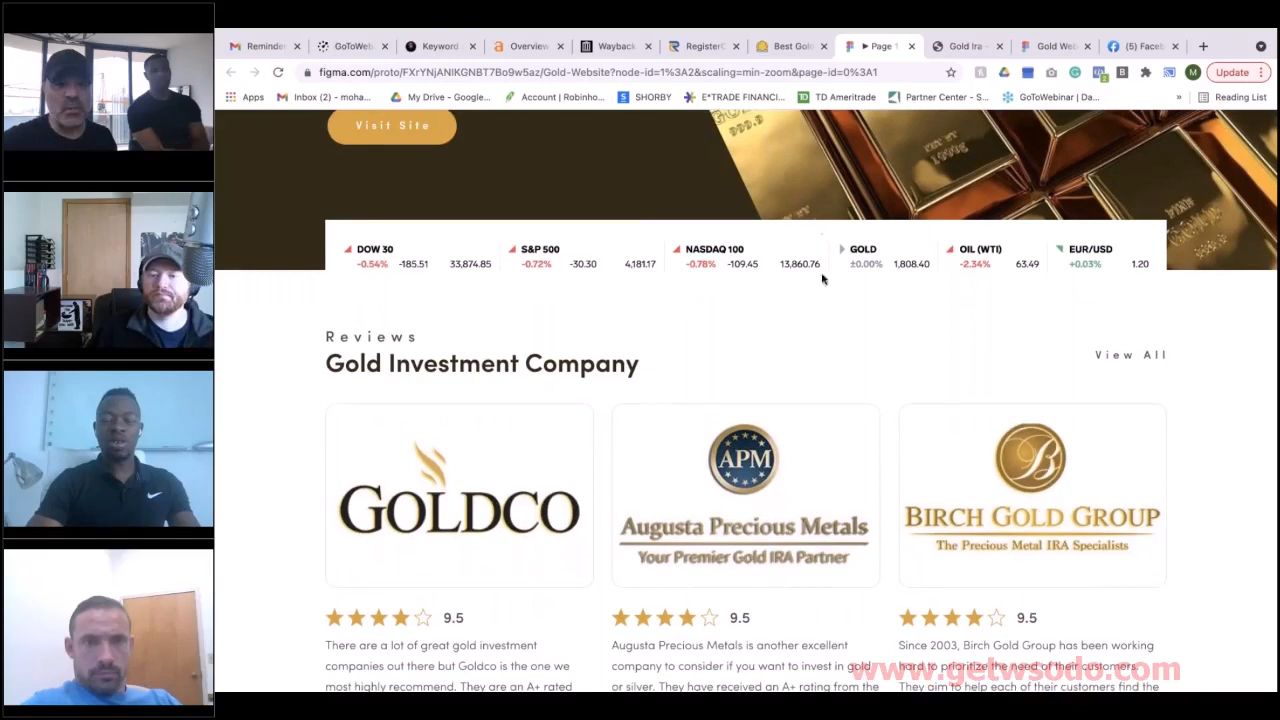 Reminde
GoToWeb
Keyword
Overview
Wayback
RegisterC
Best Gol
Page 1
Gold Ira -
Gold We
(5) Face
figma.com/proto/FXrYNjANIKGNBT7Bo9w5az/Gold-Website?node-id=1%3A2&scaling=min-zoom&page-id=0%3A1
M
Update
Apps
Inbox (2) - moha...
My Drive - Google...
Account | Robinho...
SHORBY
E*TRADE FINANCI...
TD Ameritrade
Partner Center - S...
GoToWebinar | Da...
»
Reading List
Visit Site
999.9
DOW 30
-0.54% -185.51 33,874.85
S&P 500
-0.72% -30.30 4,181.17
NASDAQ 100
-0.78% -109.45 13,860.76
GOLD
±0.00% 1,808.40
OIL (WTI)
-2.34% 63.49
EUR/USD
+0.03% 1.20
Reviews
Gold Investment Company
View All
GOLDCO
APM
Augusta Precious Metals
Your Premier Gold IRA Partner
B
BIRCH GOLD GROUP
The Precious Metal IRA Specialists
9.5
There are a lot of great gold investment
companies out there but Goldco is the one we
most highly recommend. They are an A+ rated
9.5
Augusta Precious Metals is another excellent
company to consider if you want to invest in gold
or silver. They have received an A+ rating from the
9.5
Since 2003, Birch Gold Group has been working
hard to prioritize the need of their customers.
They aim to help each of their customers find the
www.getwsodo.com